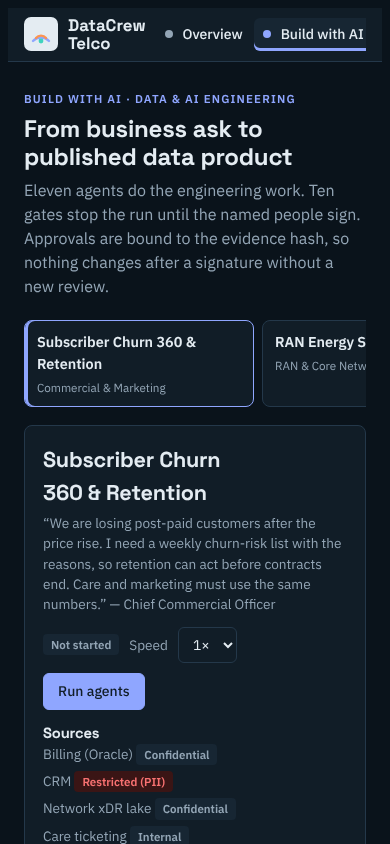 DataCrew
Telco
Overview
Build with AI
BUILD WITH AI · DATA & AI ENGINEERING
From business ask to
published data product
Eleven agents do the engineering work. Ten
gates stop the run until the named people sign.
Approvals are bound to the evidence hash, so
nothing changes after a signature without a
new review.
Subscriber Churn 360 &
Retention
Commercial & Marketing
RAN Energy S
RAN & Core Netw
Subscriber Churn
360 & Retention
“We are losing post-paid customers after the
price rise. I need a weekly churn-risk list with the
reasons, so retention can act before contracts
end. Care and marketing must use the same
numbers.” — Chief Commercial Officer
Not started Speed 1×
Run agents
Sources
Billing (Oracle) Confidential
CRM Restricted (PII)
Network xDR lake Confidential
Care ticketing Internal